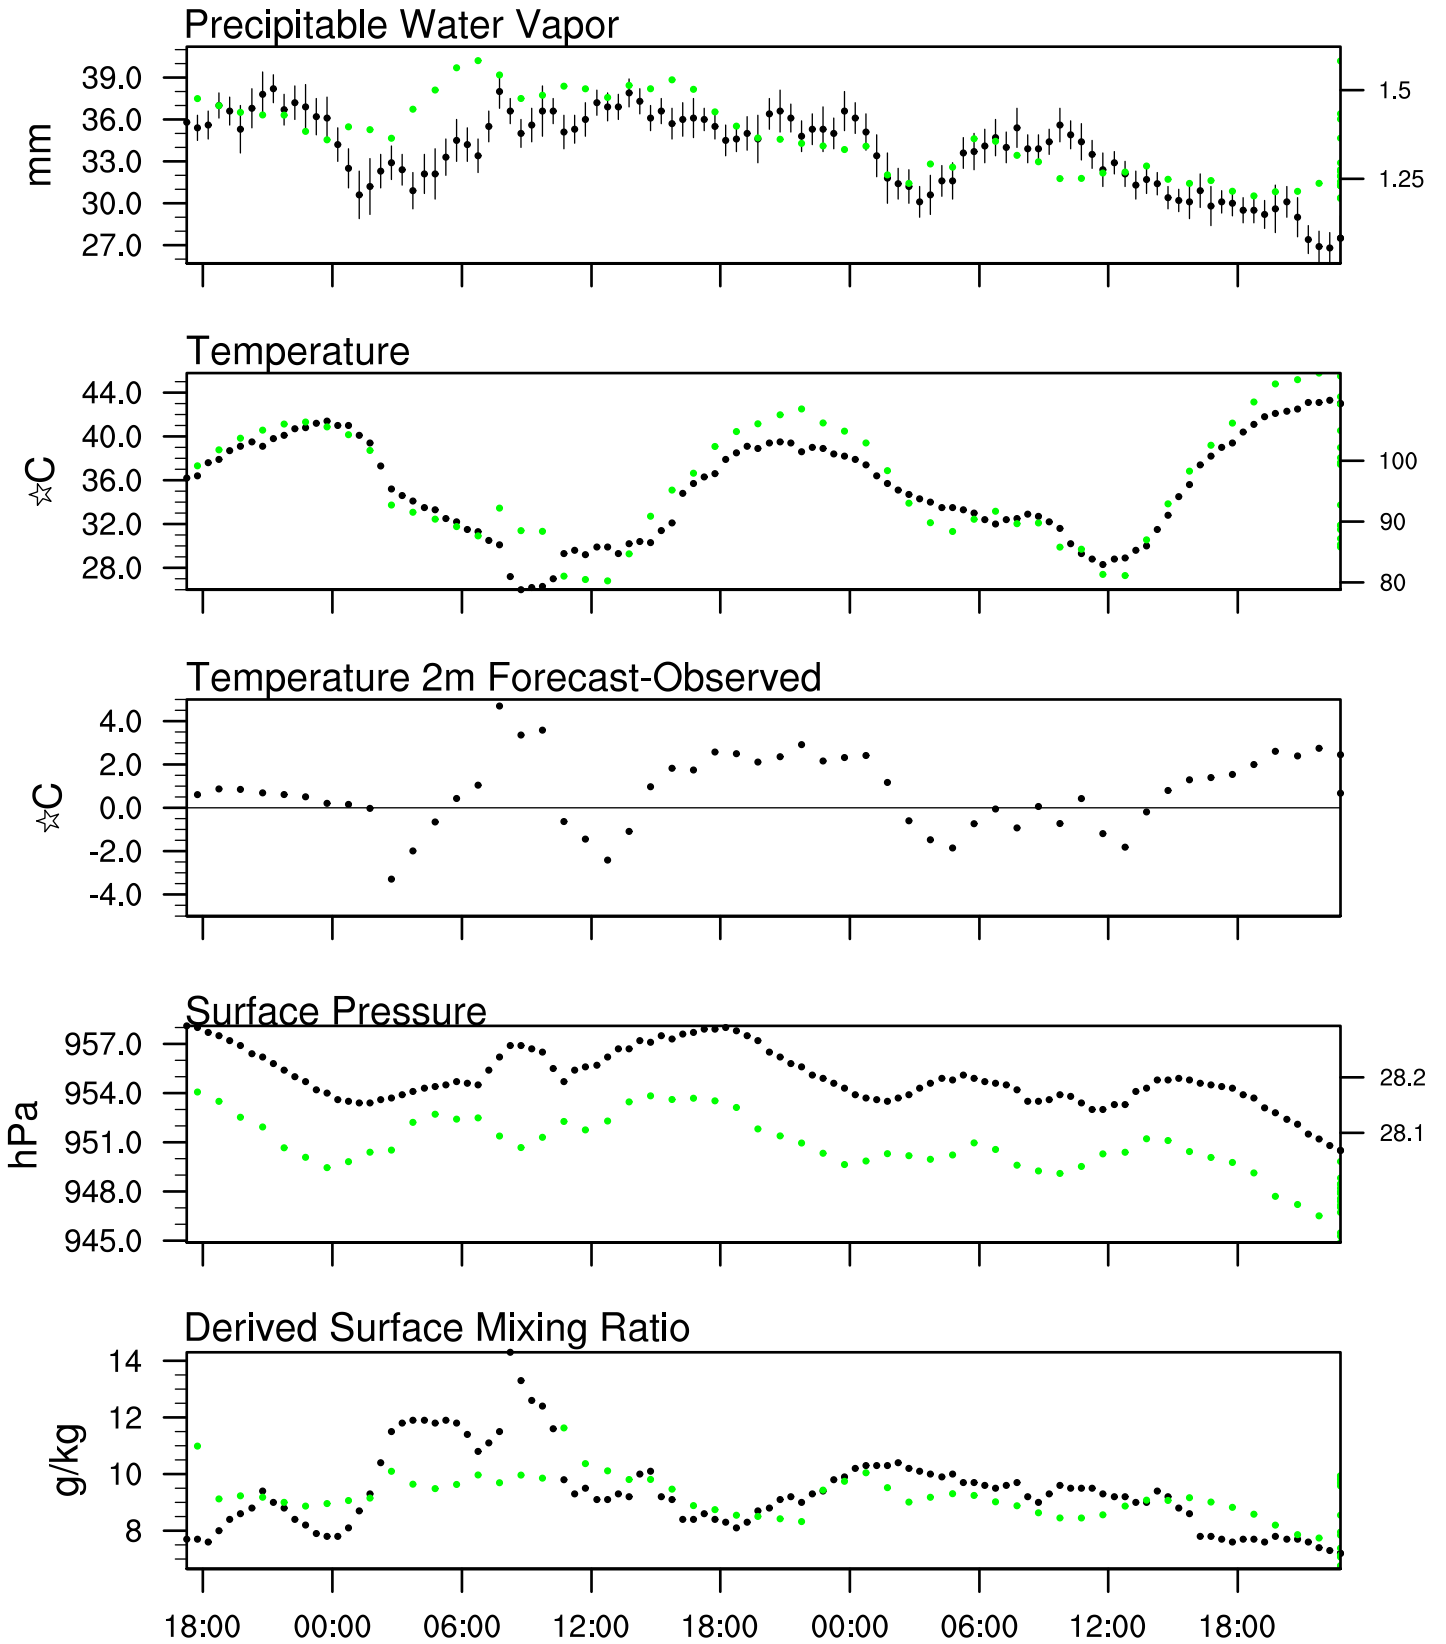 Precipitable Water Vapor
39.0
36.0
33.0
30.0
27.0
mm
1.5
1.25
Temperature
44.0
40.0
36.0
32.0
28.0
☆C
100
90
80
Temperature 2m Forecast-Observed
4.0
2.0
0.0
-2.0
-4.0
☆C
Surface Pressure
957.0
954.0
951.0
948.0
945.0
hPa
28.2
28.1
Derived Surface Mixing Ratio
14
12
10
8
g/kg
18:00 00:00 06:00 12:00 18:00 00:00 06:00 12:00 18:00